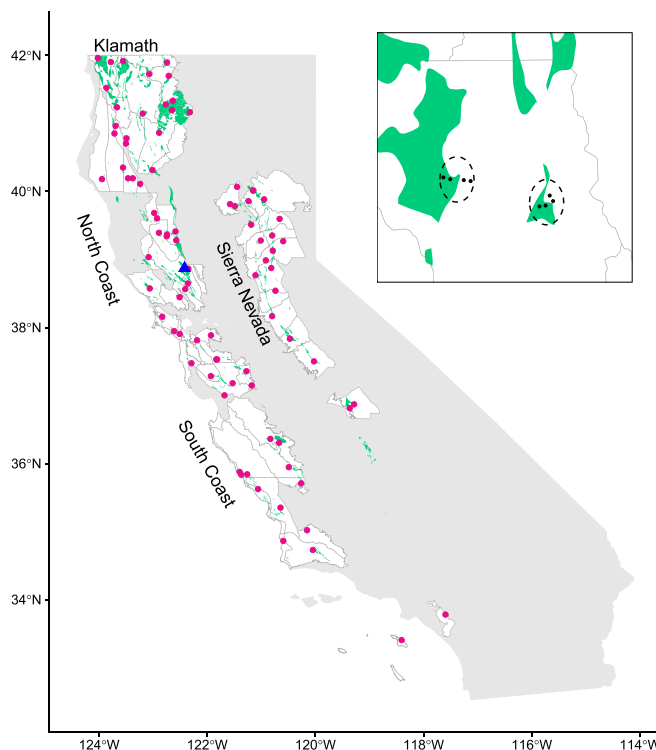 42°N
Klamath
40°N
North Coast
Sierra Nevada
38°N
36°N
South Coast
34°N
124°W
122°W
120°W
118°W
116°W
114°W